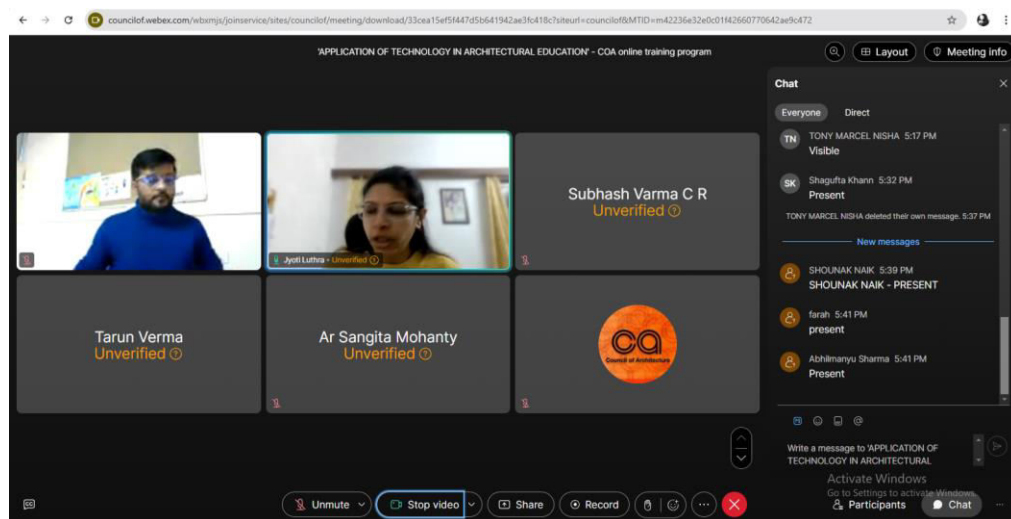 councilof.webex.com/wbxmjs/joinservice/sites/councilof/meeting/download/33cea15ef5f447d5b641942ae3fc418c?siteurl=councilof&MTID=m42236e32e0c01f42660770642ae9c472
'APPLICATION OF TECHNOLOGY IN ARCHITECTURAL EDUCATION' - COA online training program
Layout
Meeting info
Jyoti Luthra • Unverified
Subhash Varma C R
Unverified
Tarun Verma
Unverified
Ar Sangita Mohanty
Unverified
ca
Council of Architecture
Chat
Everyone Direct
TN
TONY MARCEL NISHA 5:17 PM
Visible
SK
Shagufta Khann 5:32 PM
Present
TONY MARCEL NISHA deleted their own message. 5:37 PM
New messages
SHOUNAK NAIK 5:39 PM
SHOUNAK NAIK - PRESENT
farah 5:41 PM
present
Abhilmanyu Sharma 5:41 PM
Present
Write a message to 'APPLICATION OF
TECHNOLOGY IN ARCHITECTURAL
Activate Windows
Go to Settings to activate Windows.
Unmute
Stop video
Share
Record
Participants
Chat